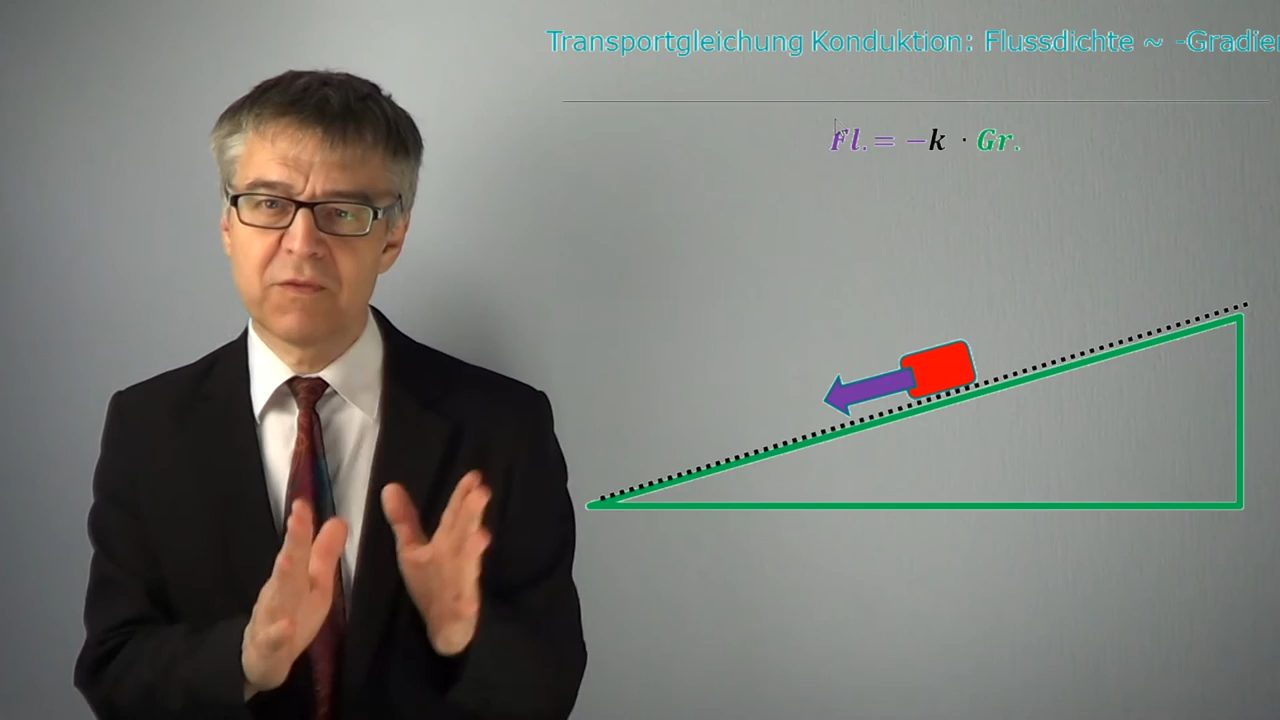 Transportgleichung Konduktion: Flussdichte ~ -Gradien
Fl. = −k · Gr.